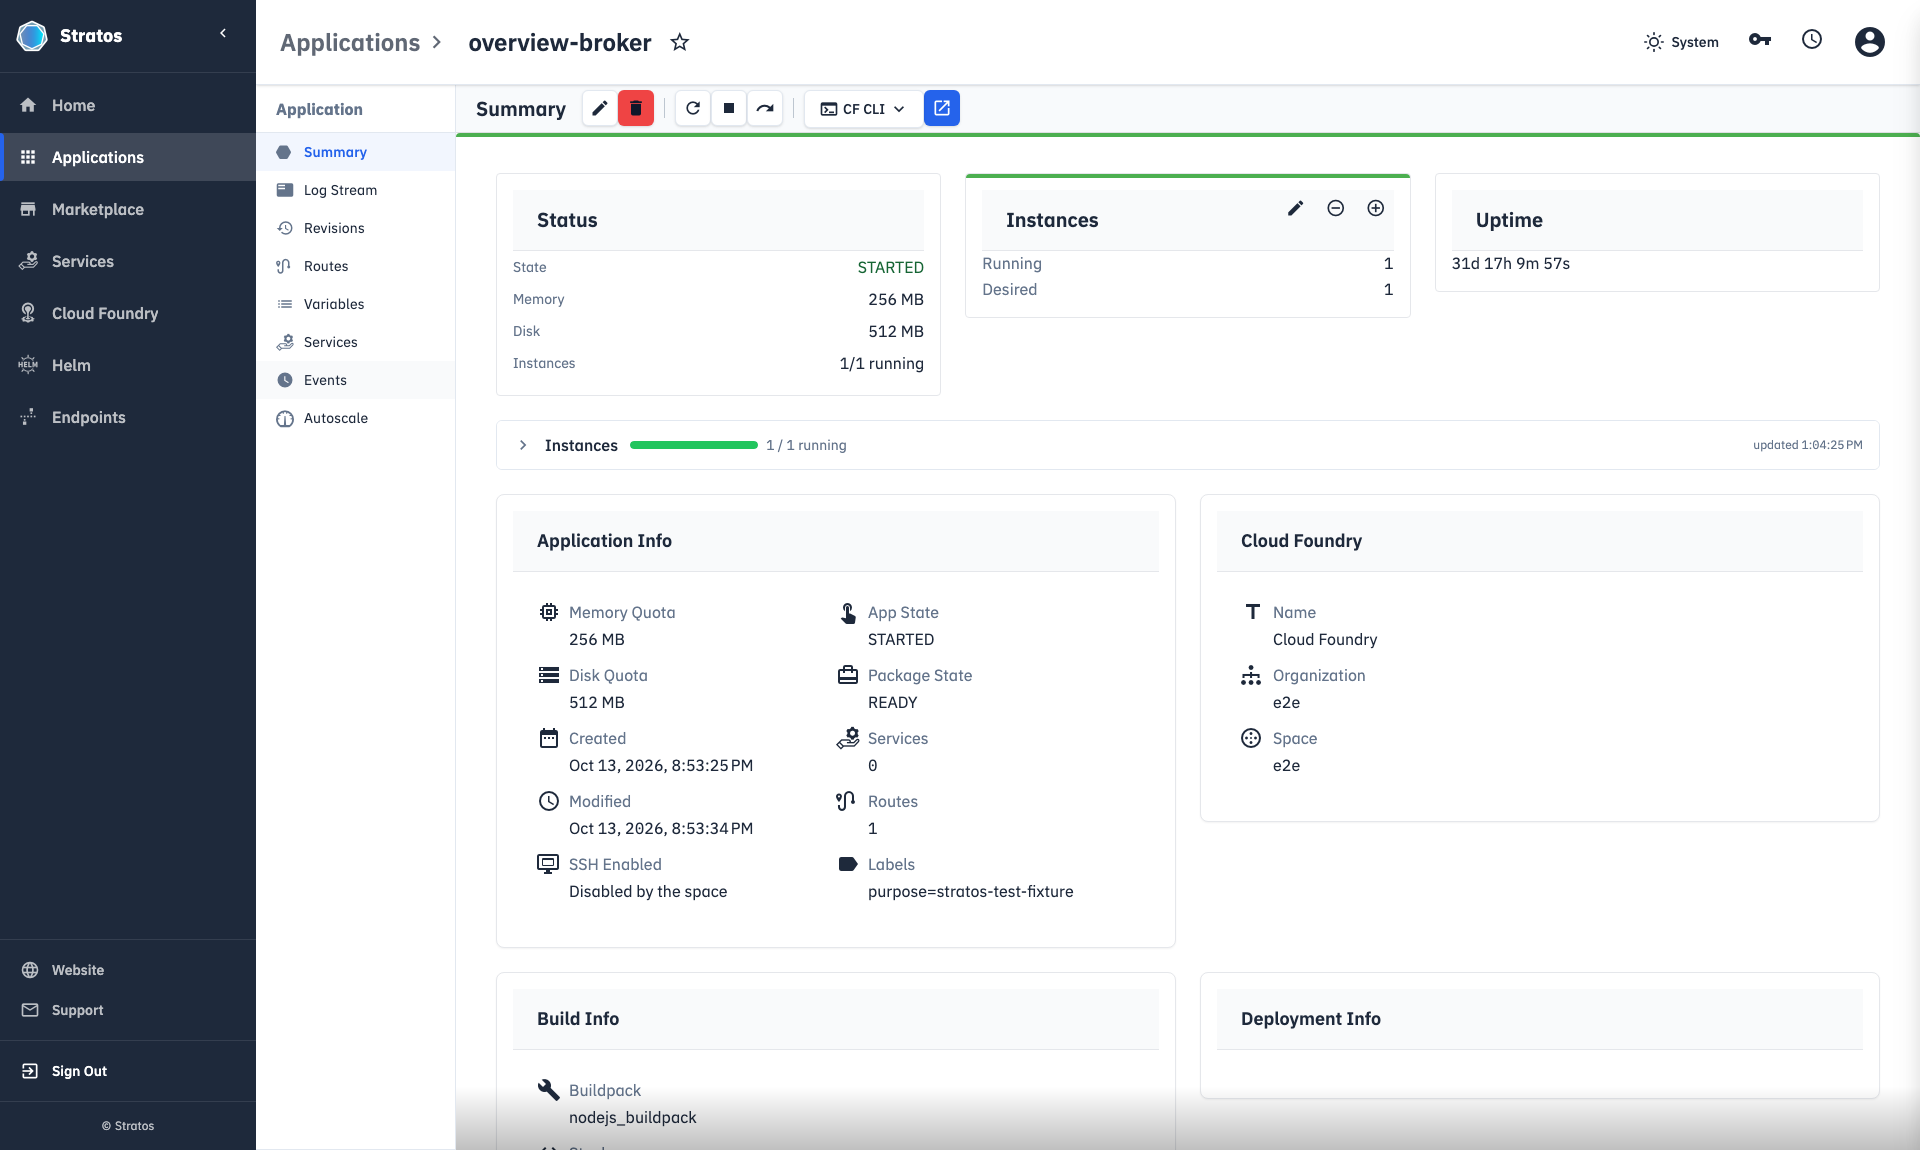 Stratos
Home
Applications
Marketplace
Services
Cloud Foundry
HELM
Helm
Endpoints
Website
Support
Sign Out
© Stratos
Applications
overview-broker
System
Application
Summary
Log Stream
Revisions
Routes
Variables
Services
Events
Autoscale
Summary
CF CLI
Status
State STARTED
Memory 256 MB
Disk 512 MB
Instances 1/1 running
Instances
Running 1
Desired 1
Uptime
31d 17h 9m 57s
Instances 1 / 1 running updated 1:04:25 PM
Application Info
Memory Quota
256 MB
Disk Quota
512 MB
Created
Oct 13, 2026, 8:53:25 PM
Modified
Oct 13, 2026, 8:53:34 PM
SSH Enabled
Disabled by the space
App State
STARTED
Package State
READY
Services
0
Routes
1
Labels
purpose=stratos-test-fixture
Cloud Foundry
Name
Cloud Foundry
Organization
e2e
Space
e2e
Build Info
Buildpack
nodejs_buildpack
Deployment Info